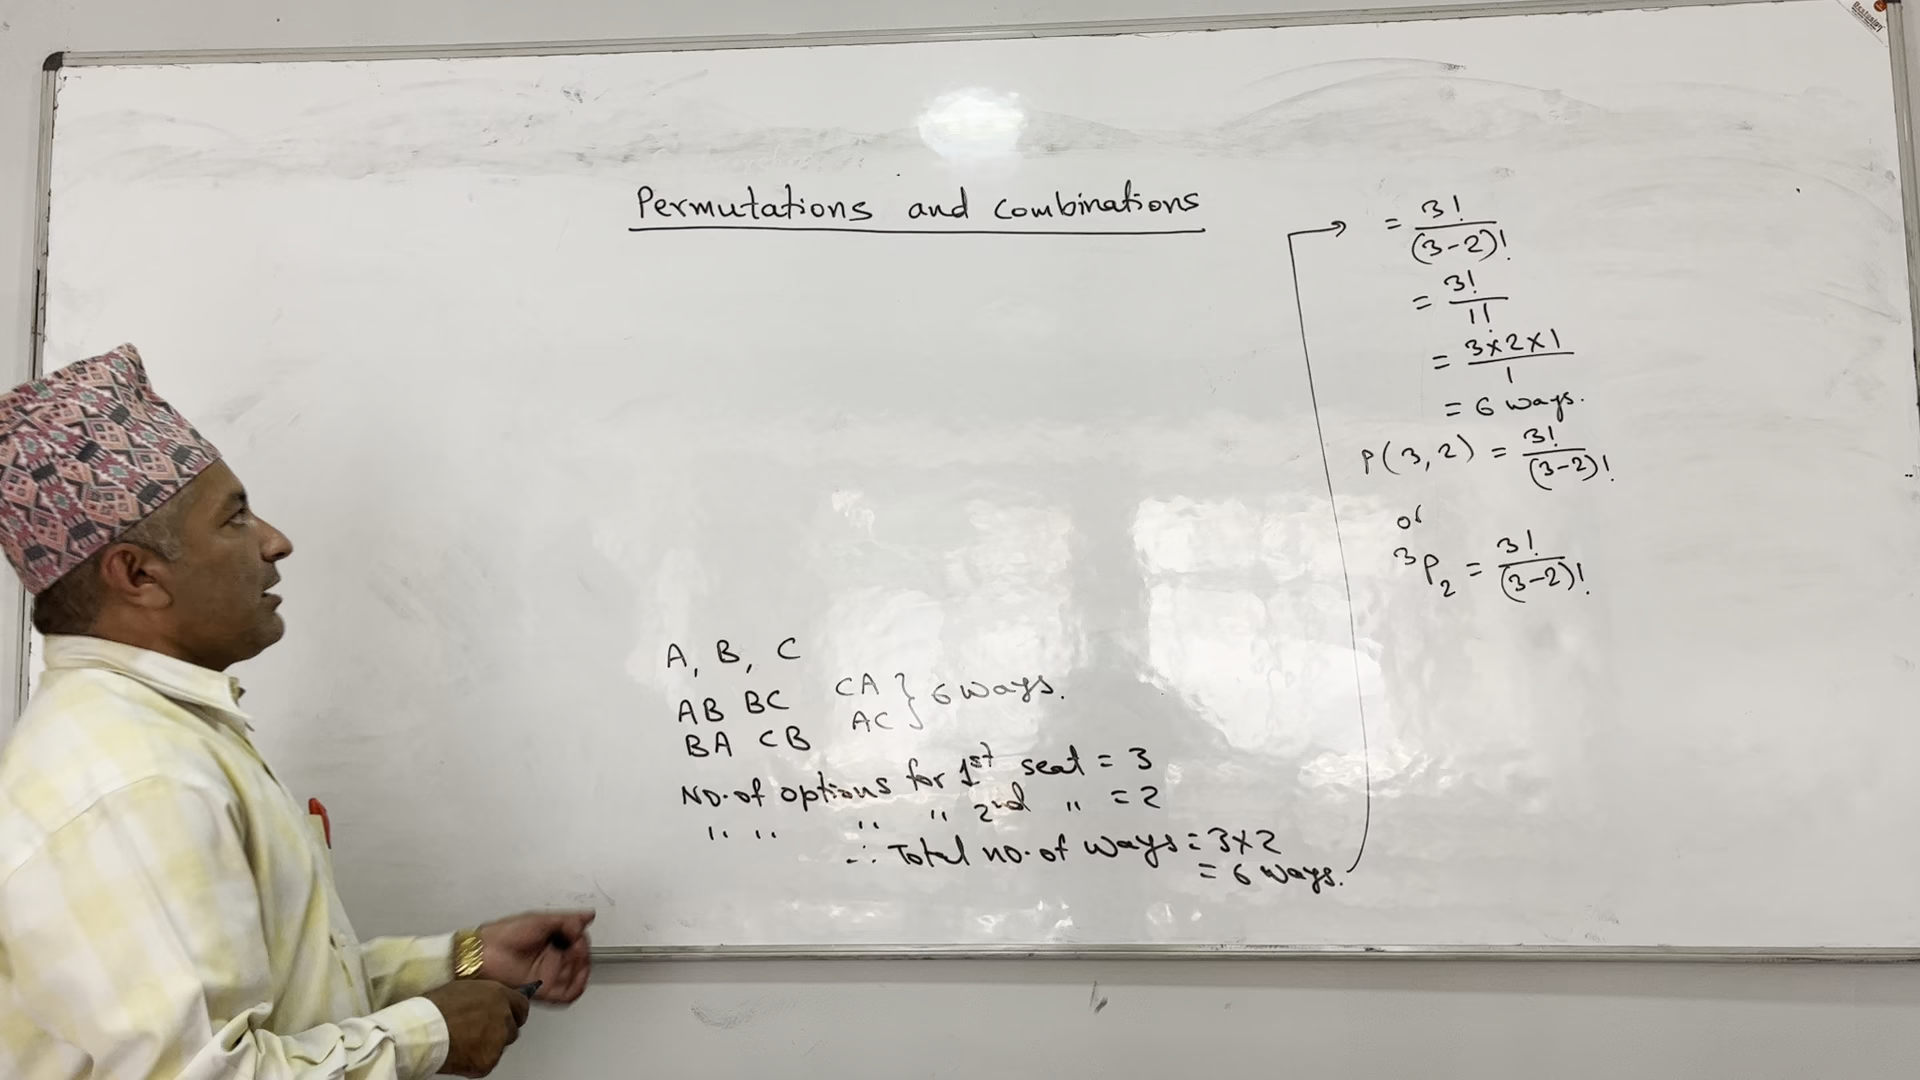 Permutations and combinations
A, B, C
AB BC CA } 6 ways.
BA CB AC
No. of options for 1st seat = 3
" " " " 2nd " = 2
∴ Total no. of ways = 3×2
= 6 ways.
→ = 3!/(3-2)!
= 3!/1!
= 3×2×1/1
= 6 ways.
P(3,2) = 3!/(3-2)!
or
³P₂ = 3!/(3-2)!